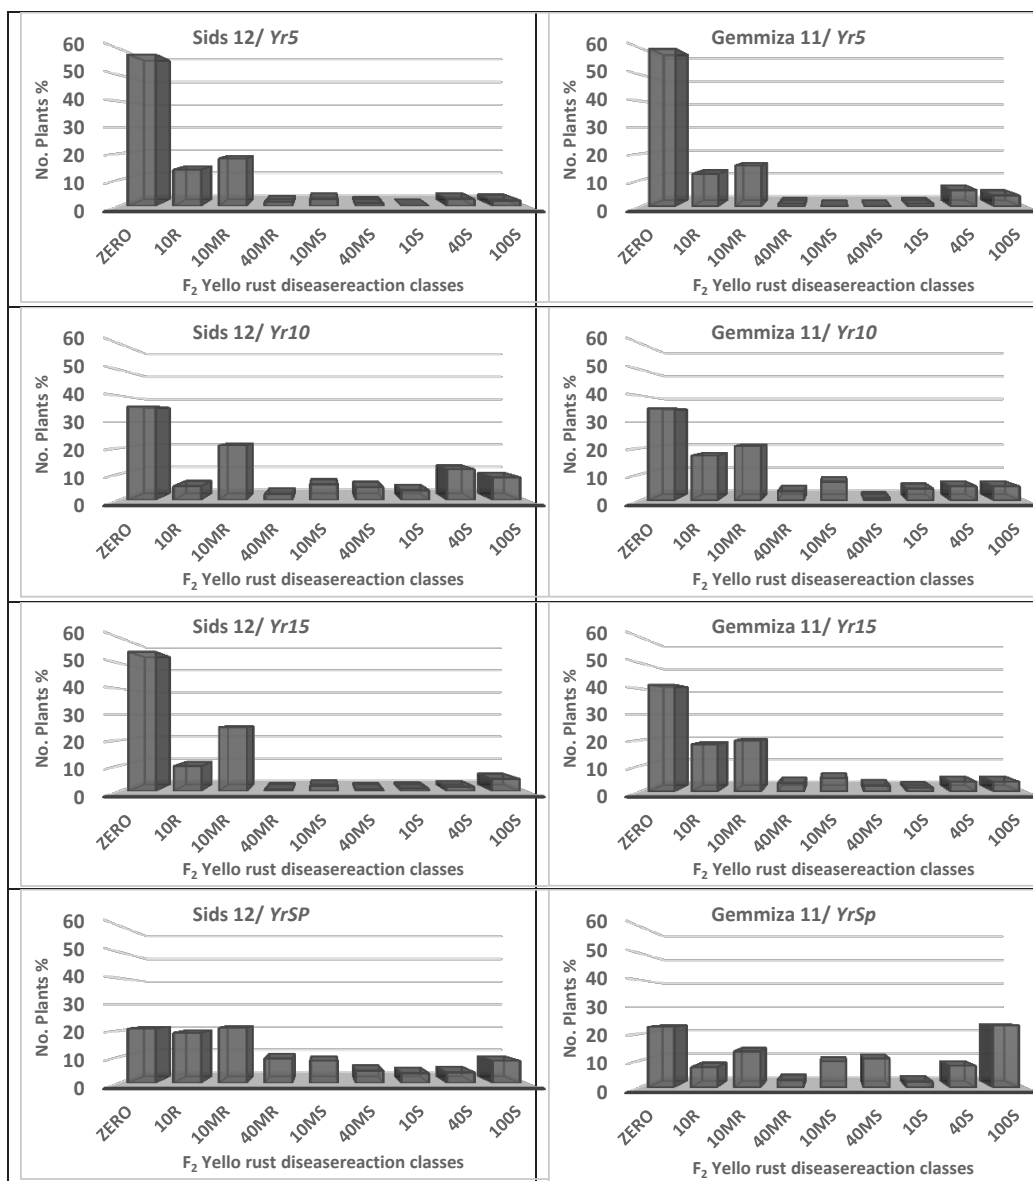 Sids 12/ Yr5
No. Plants %
60
50
40
30
20
10
0
ZERO 10R 10MR 40MR 10MS 40MS 10S 40S 100S
F₂ Yello rust diseasereaction classes
Gemmiza 11/ Yr5
No. Plants %
60
50
40
30
20
10
0
ZERO 10R 10MR 40MR 10MS 40MS 10S 40S 100S
F₂ Yello rust diseasereaction classes
Sids 12/ Yr10
No. Plants %
60
50
40
30
20
10
0
ZERO 10R 10MR 40MR 10MS 40MS 10S 40S 100S
F₂ Yello rust diseasereaction classes
Gemmiza 11/ Yr10
No. Plants %
60
50
40
30
20
10
0
ZERO 10R 10MR 40MR 10MS 40MS 10S 40S 100S
F₂ Yello rust diseasereaction classes
Sids 12/ Yr15
No. Plants %
60
50
40
30
20
10
0
ZERO 10R 10MR 40MR 10MS 40MS 10S 40S 100S
F₂ Yello rust diseasereaction classes
Gemmiza 11/ Yr15
No. Plants %
60
50
40
30
20
10
0
ZERO 10R 10MR 40MR 10MS 40MS 10S 40S 100S
F₂ Yello rust diseasereaction classes
Sids 12/ YrSP
No. Plants %
60
50
40
30
20
10
0
ZERO 10R 10MR 40MR 10MS 40MS 10S 40S 100S
F₂ Yello rust diseasereaction classes
Gemmiza 11/ YrSp
No. Plants %
60
50
40
30
20
10
0
ZERO 10R 10MR 40MR 10MS 40MS 10S 40S 100S
F₂ Yello rust diseasereaction classes